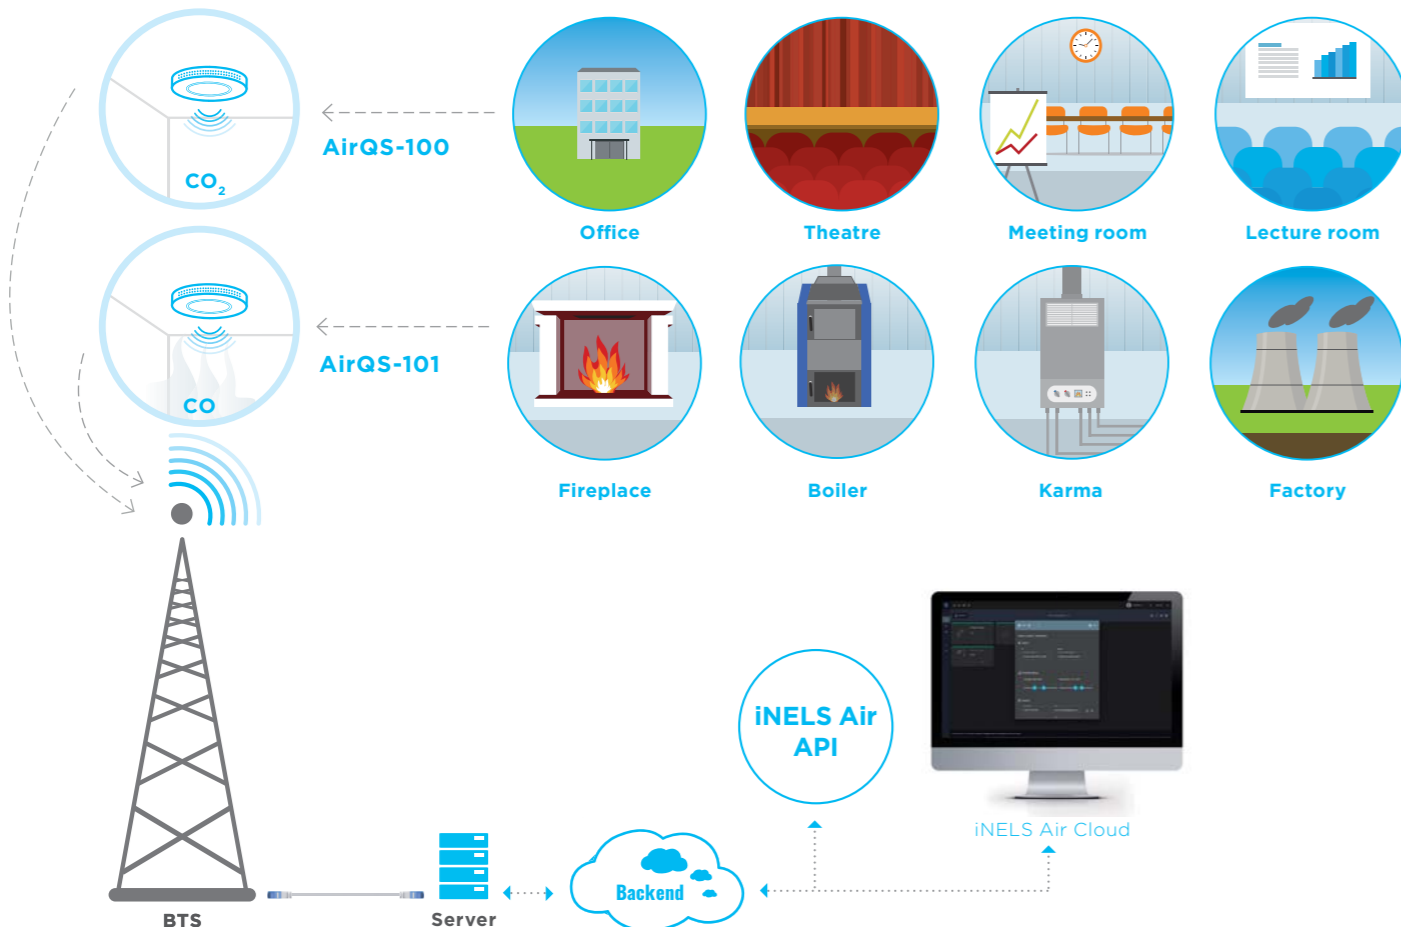 AirQS-100
CO₂
Office
Theatre
Meeting room
Lecture room
AirQS-101
CO
Fireplace
Boiler
Karma
Factory
iNELS Air
API
iNELS Air Cloud
Backend
BTS
Server